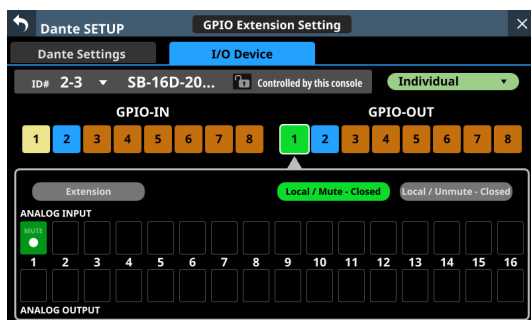 Dante SETUP
GPIO Extension Setting
Dante Settings
I/O Device
ID# 2-3 SB-16D-20... Controlled by this console
Individual
GPIO-IN
GPIO-OUT
1 2 3 4 5 6 7 8
1 2 3 4 5 6 7 8
Extension
Local / Mute - Closed
Local / Unmute - Closed
ANALOG INPUT
MUTE
1 2 3 4 5 6 7 8 9 10 11 12 13 14 15 16
ANALOG OUTPUT